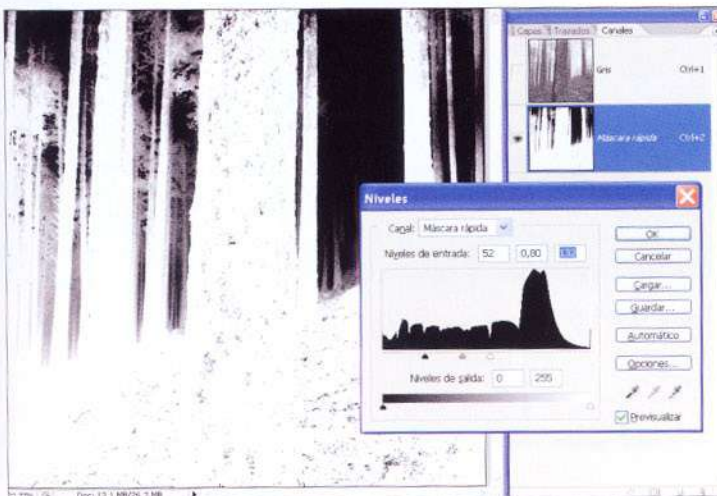 Capas Trazados Canales
Gris Ctrl+1
Máscara rápida Ctrl+2
Niveles
Canal: Máscara rápida
Niveles de entrada: 52 0,80 132
OK
Cancelar
Cargar...
Guardar...
Automático
Opciones...
Niveles de salida: 0 255
Previsualizar